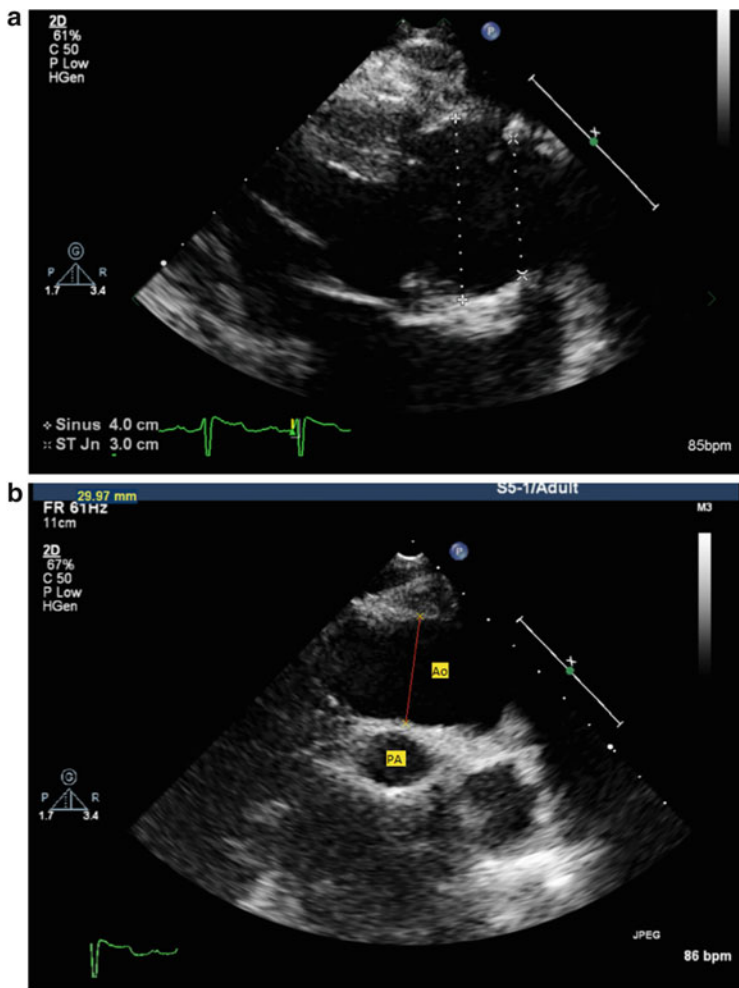 a
2D
61%
C 50
P Low
HGen
P
G
P R
1.7 3.4
Sinus 4.0 cm
ST Jn 3.0 cm
85bpm
b
29.97 mm
S5-1/Adult
FR 61Hz
11cm
M3
2D
67%
C 50
P Low
HGen
P
Ao
PA
G
P R
1.7 3.4
JPEG
86 bpm